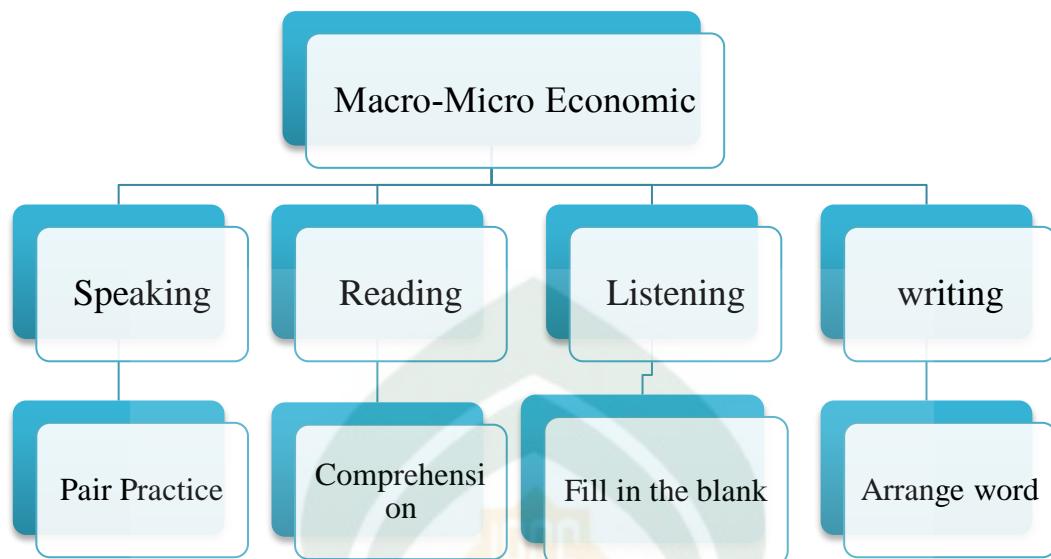 Macro-Micro Economic
Speaking
Reading
Listening
writing
Pair Practice
Comprehensi
on
Fill in the blank
Arrange word